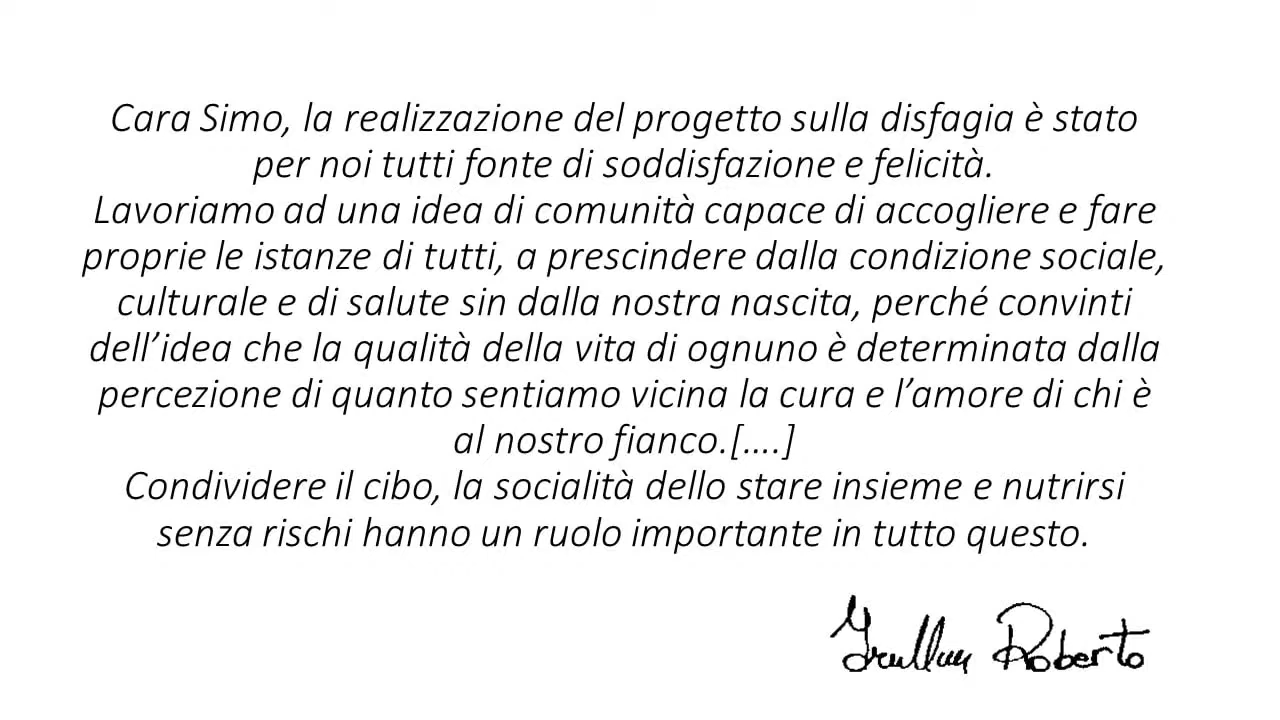 Cara Simo, la realizzazione del progetto sulla disfagia è stato
per noi tutti fonte di soddisfazione e felicità.
Lavoriamo ad una idea di comunità capace di accogliere e fare
proprie le istanze di tutti, a prescindere dalla condizione sociale,
culturale e di salute sin dalla nostra nascita, perché convinti
dell’idea che la qualità della vita di ognuno è determinata dalla
percezione di quanto sentiamo vicina la cura e l’amore di chi è
al nostro fianco.[....]
Condividere il cibo, la socialità dello stare insieme e nutrirsi
senza rischi hanno un ruolo importante in tutto questo.
Roberto